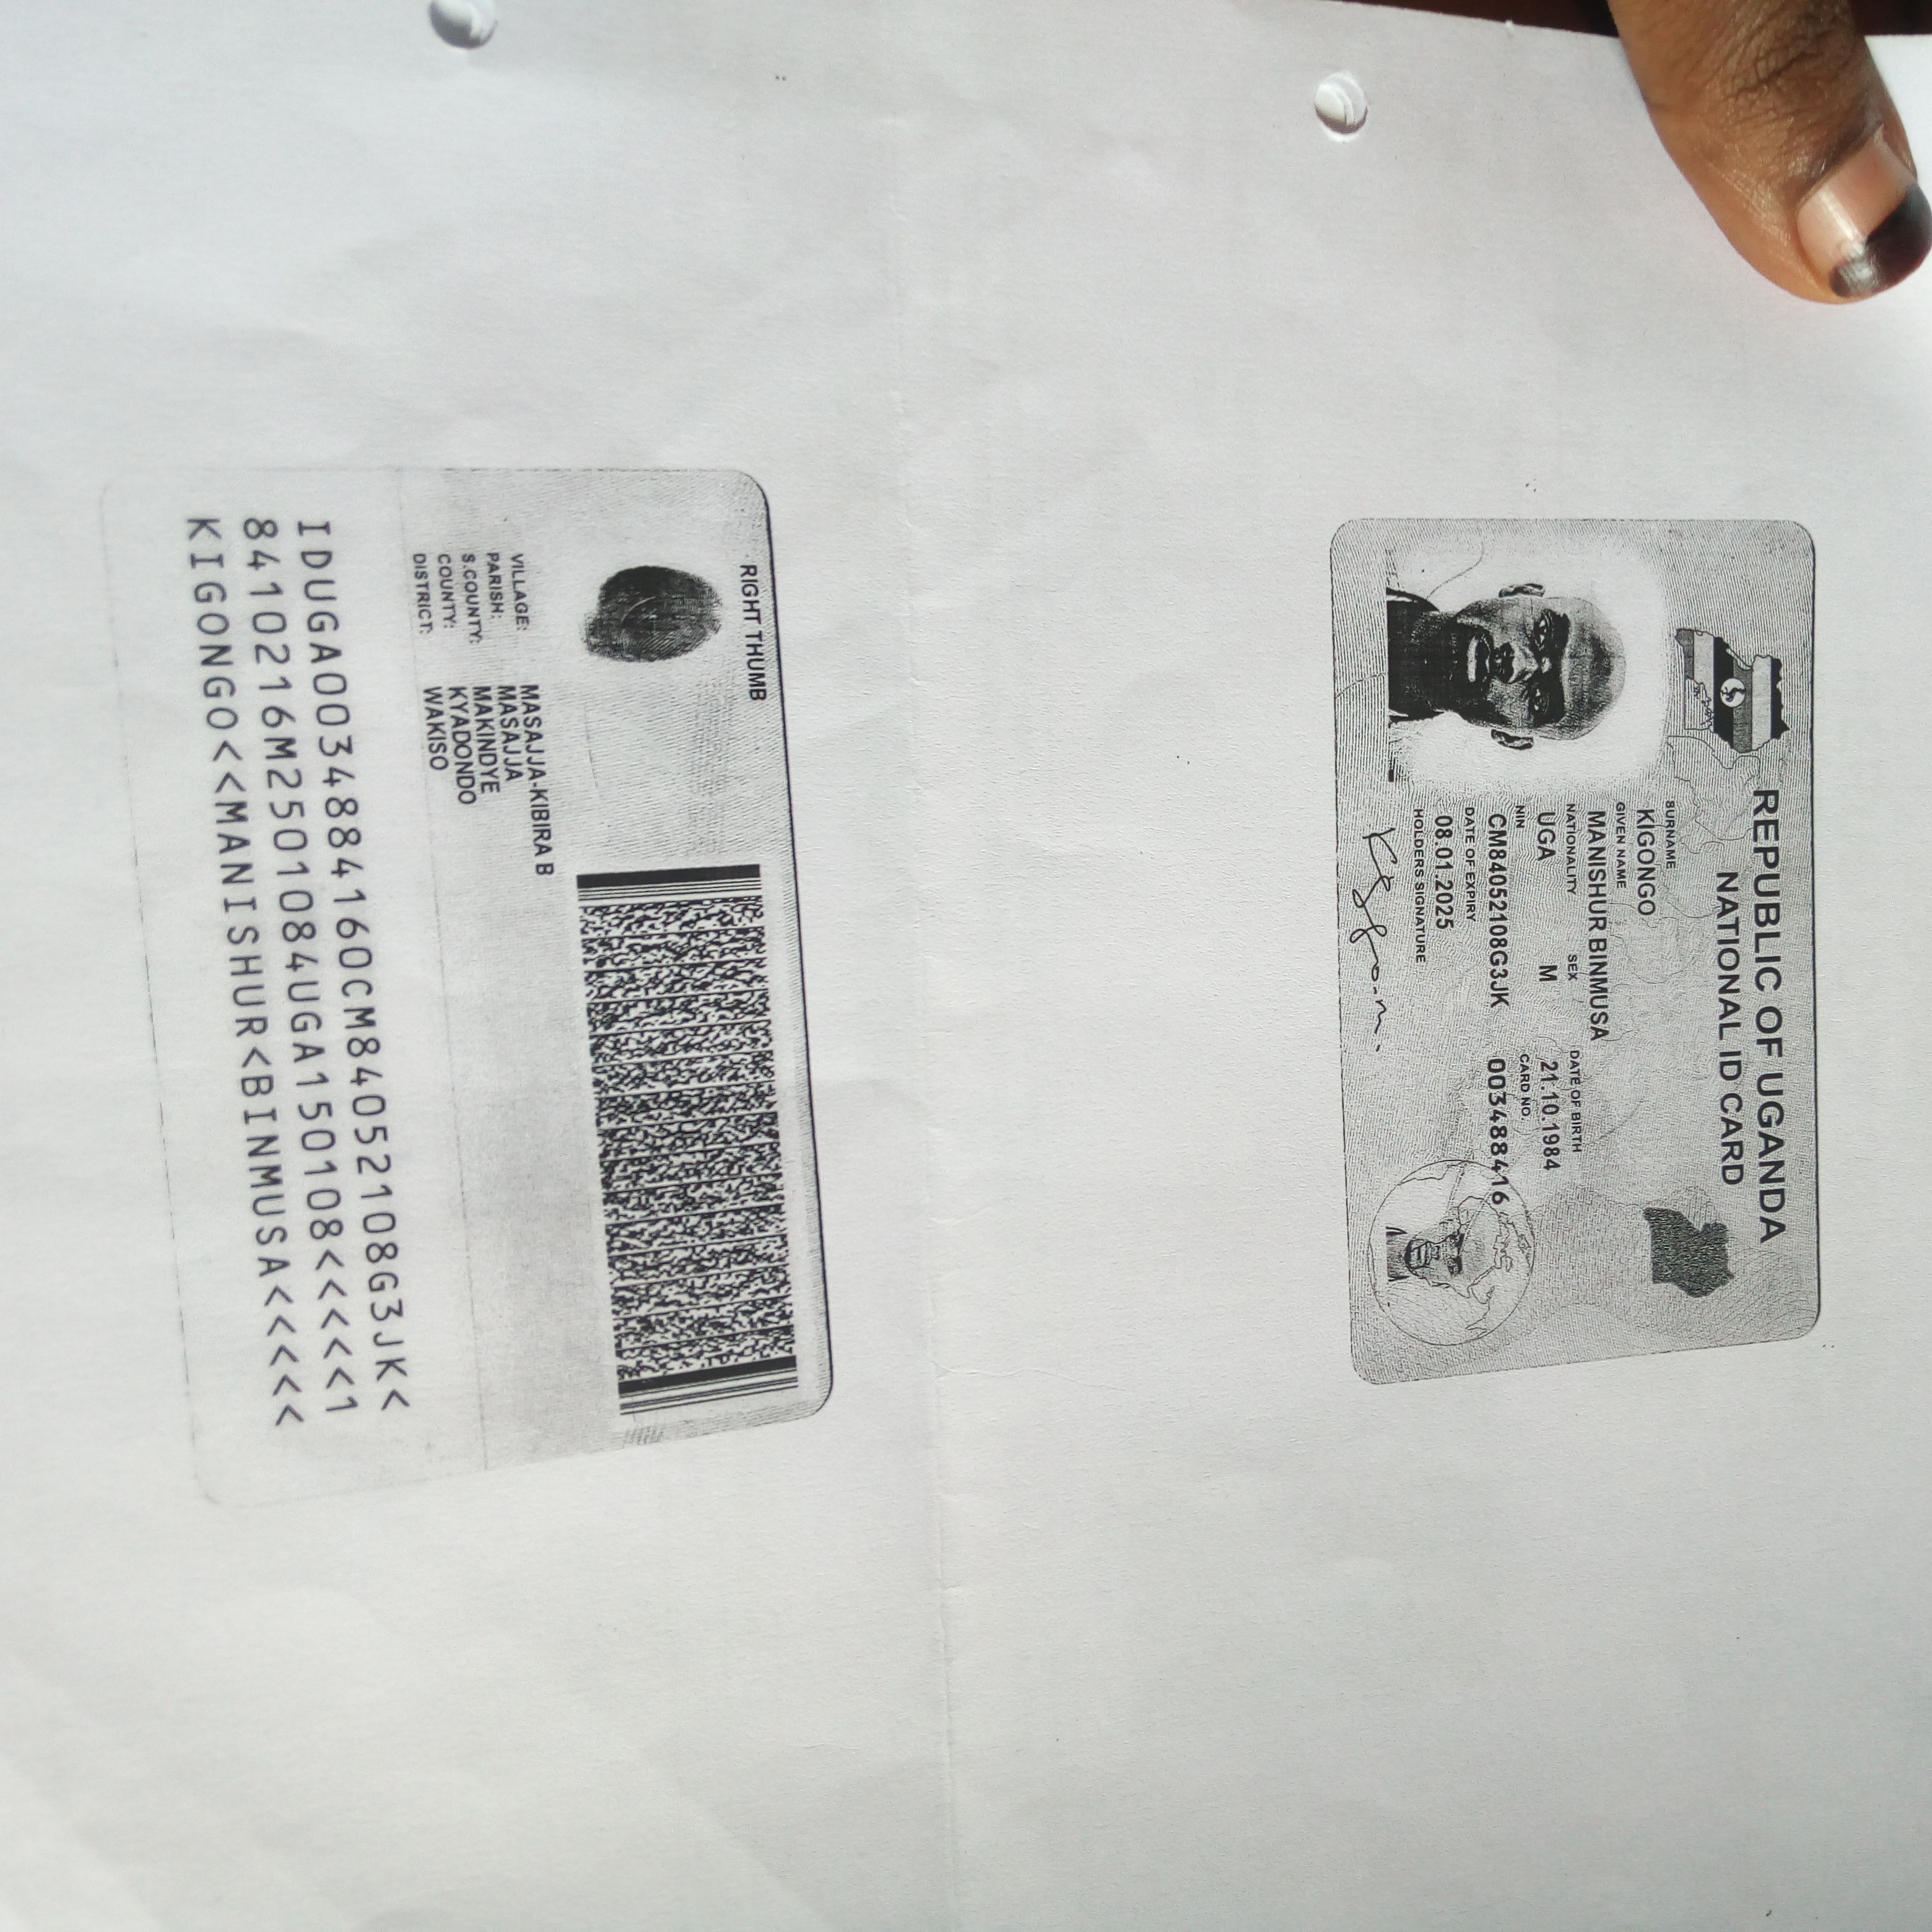 REPUBLIC OF UGANDA
NATIONAL ID CARD
SURNAME
KIGONGO
GIVEN NAME
MANISHUR BINMUSA
NATIONALITY SEX DATE OF BIRTH
UGA M 21.10.1984
NIN CARD NO.
CM84052108G3JK 003488416
DATE OF EXPIRY
08.01.2025
HOLDERS SIGNATURE
RIGHT THUMB
VILLAGE: MASAJJA-KIBIRA B
PARISH: MASAJJA
S.COUNTY: MAKINDYE
COUNTY: KYADONDO
DISTRICT: WAKISO
IDUGA0034884160CM84052108G3JK<
8410216M2501084UGA150108<<<<<1
KIGONGO<<MANISHUR<BINMUSA<<<<<